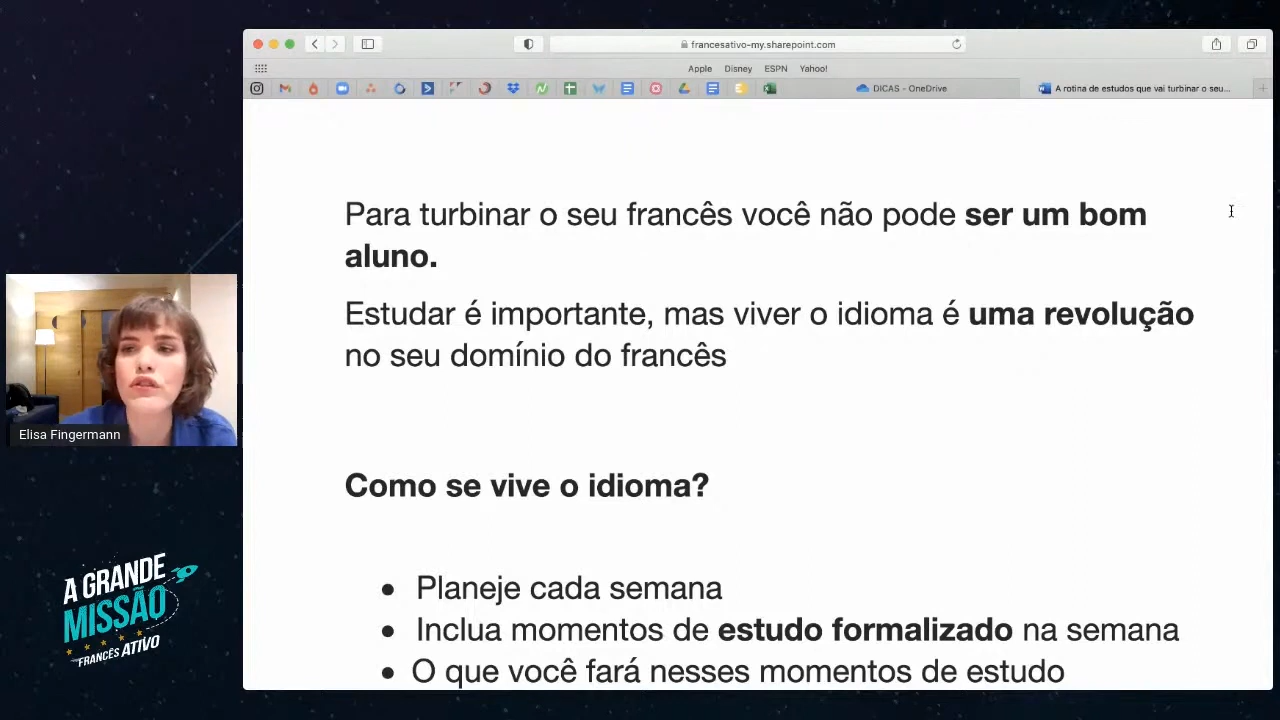 francesativo-my.sharepoint.com
Apple Disney ESPN Yahoo!
DICAS - OneDrive
A rotina de estudos que vai turbinar o seu...
Para turbinar o seu francês você não pode ser um bom
aluno.
Estudar é importante, mas viver o idioma é uma revolução
no seu domínio do francês
Elisa Fingermann
Como se vive o idioma?
A GRANDE
MISSÃO
FRANCÊS ATIVO
• Planeje cada semana
• Inclua momentos de estudo formalizado na semana
• O que você fará nesses momentos de estudo